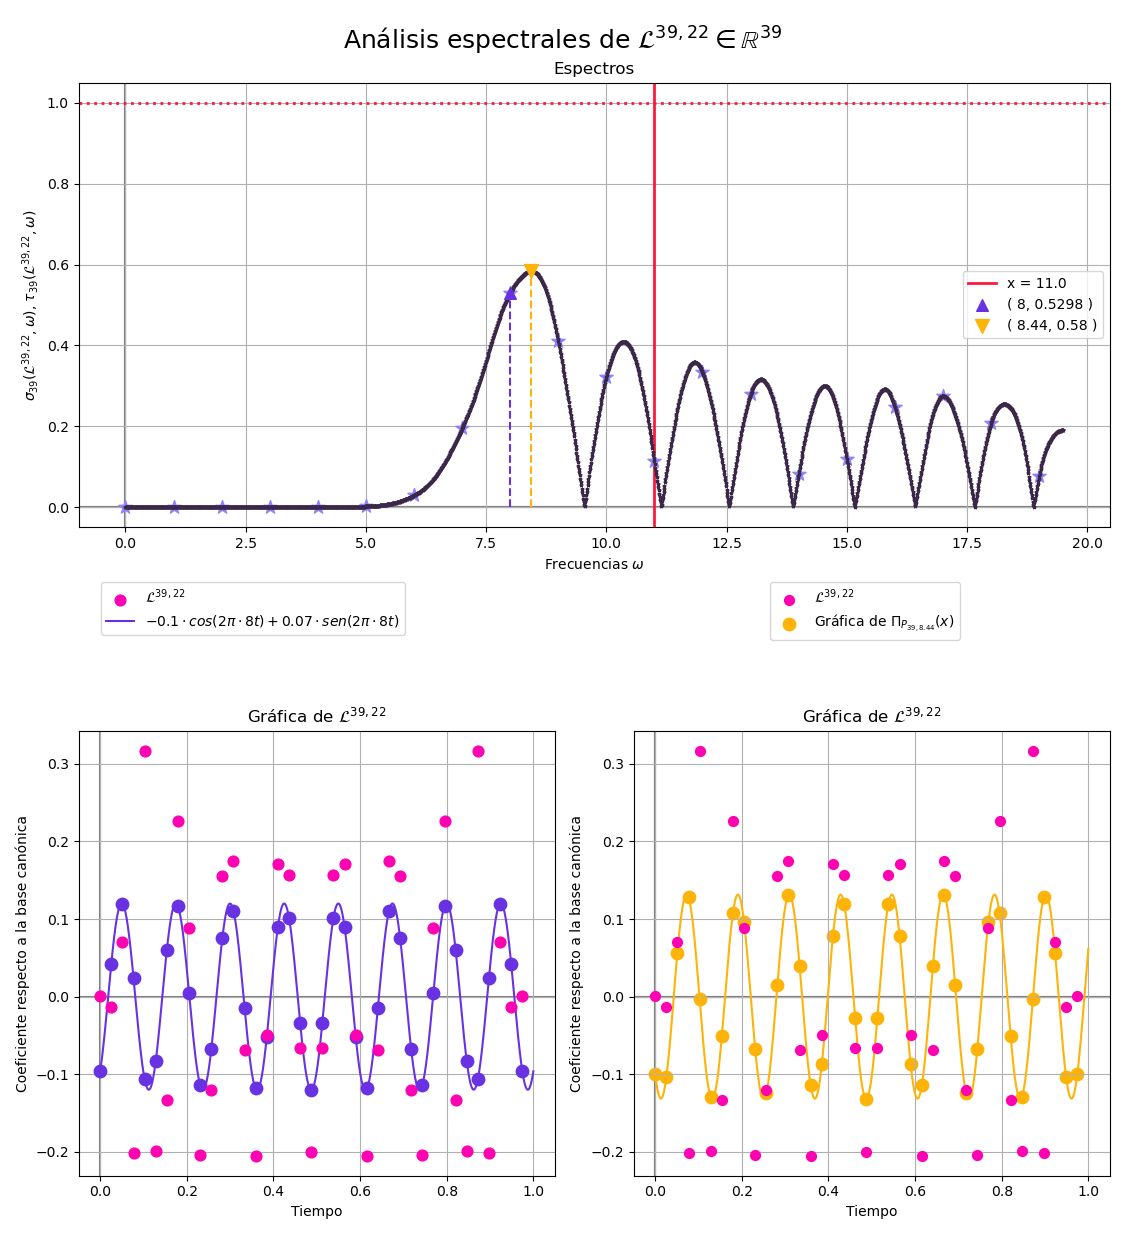 Análisis espectrales de 𝓛^{39,22} ∈ ℝ^{39}
Espectros
σ_{39}(𝓛^{39,22}, ω), τ_{39}(𝓛^{39,22}, ω)
1.0
0.8
0.6
0.4
0.2
0.0
x = 11.0
( 8, 0.5298 )
( 8.44, 0.58 )
0.0 2.5 5.0 7.5 10.0 12.5 15.0 17.5 20.0
Frecuencias ω
𝓛^{39,22}
−0.1 · cos(2π · 8t) + 0.07 · sen(2π · 8t)
𝓛^{39,22}
Gráfica de Π_{P_{39,8.44}}(x)
Gráfica de 𝓛^{39,22}
Coeficiente respecto a la base canónica
0.3
0.2
0.1
0.0
−0.1
−0.2
0.0 0.2 0.4 0.6 0.8 1.0
Tiempo
Gráfica de 𝓛^{39,22}
Coeficiente respecto a la base canónica
0.3
0.2
0.1
0.0
−0.1
−0.2
0.0 0.2 0.4 0.6 0.8 1.0
Tiempo